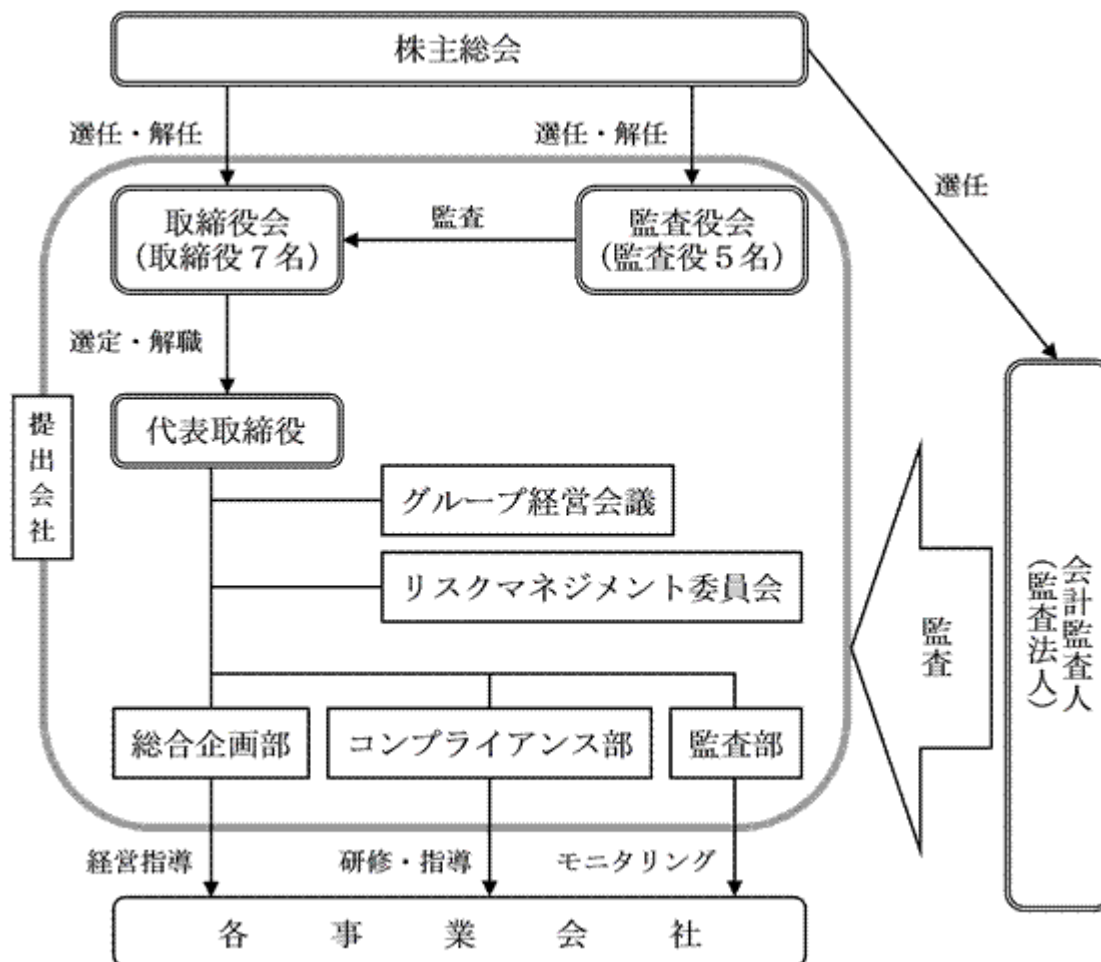 株主総会
選任・解任
選任・解任
選任
取締役会
(取締役7名)
監査
監査役会
(監査役5名)
選定・解職
提出会社
代表取締役
グループ経営会議
リスクマネジメント委員会
監査
会計監査人
(監査法人)
総合企画部
コンプライアンス部
監査部
経営指導
研修・指導
モニタリング
各事業会社